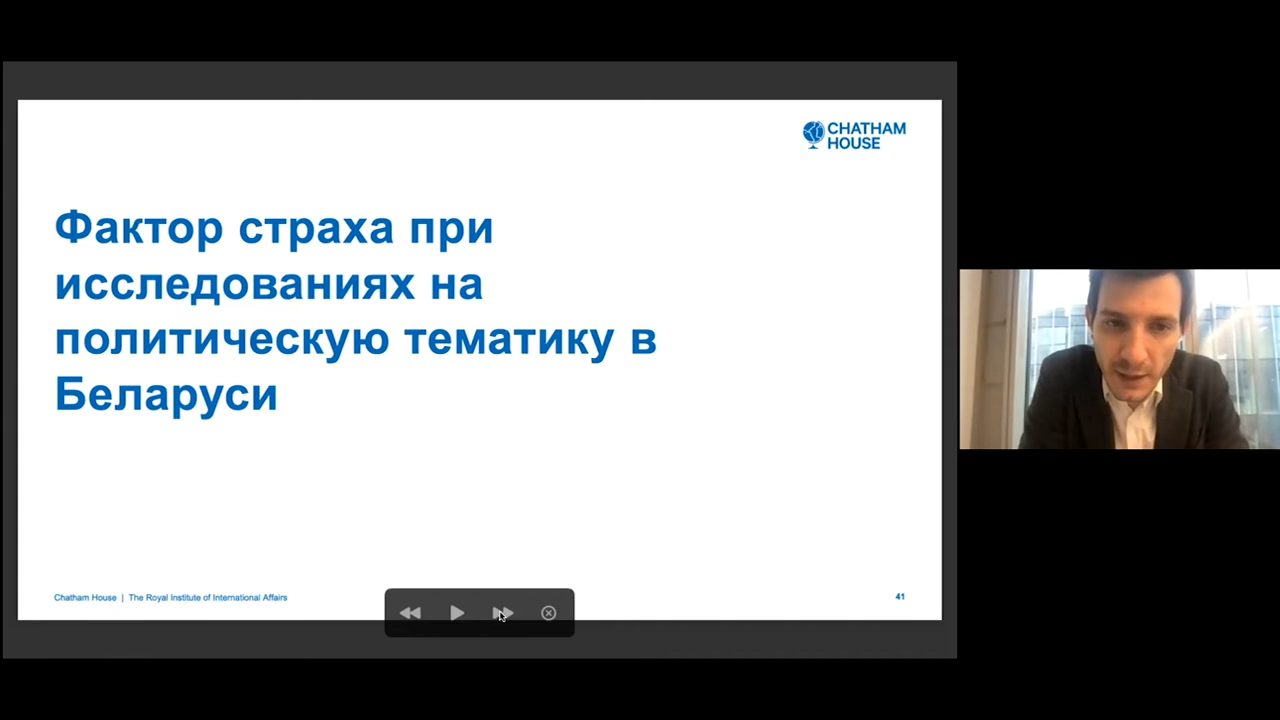 CHATHAM
HOUSE
Фактор страха при
исследованиях на
политическую тематику в
Беларуси
Chatham House | The Royal Institute of International Affairs
41